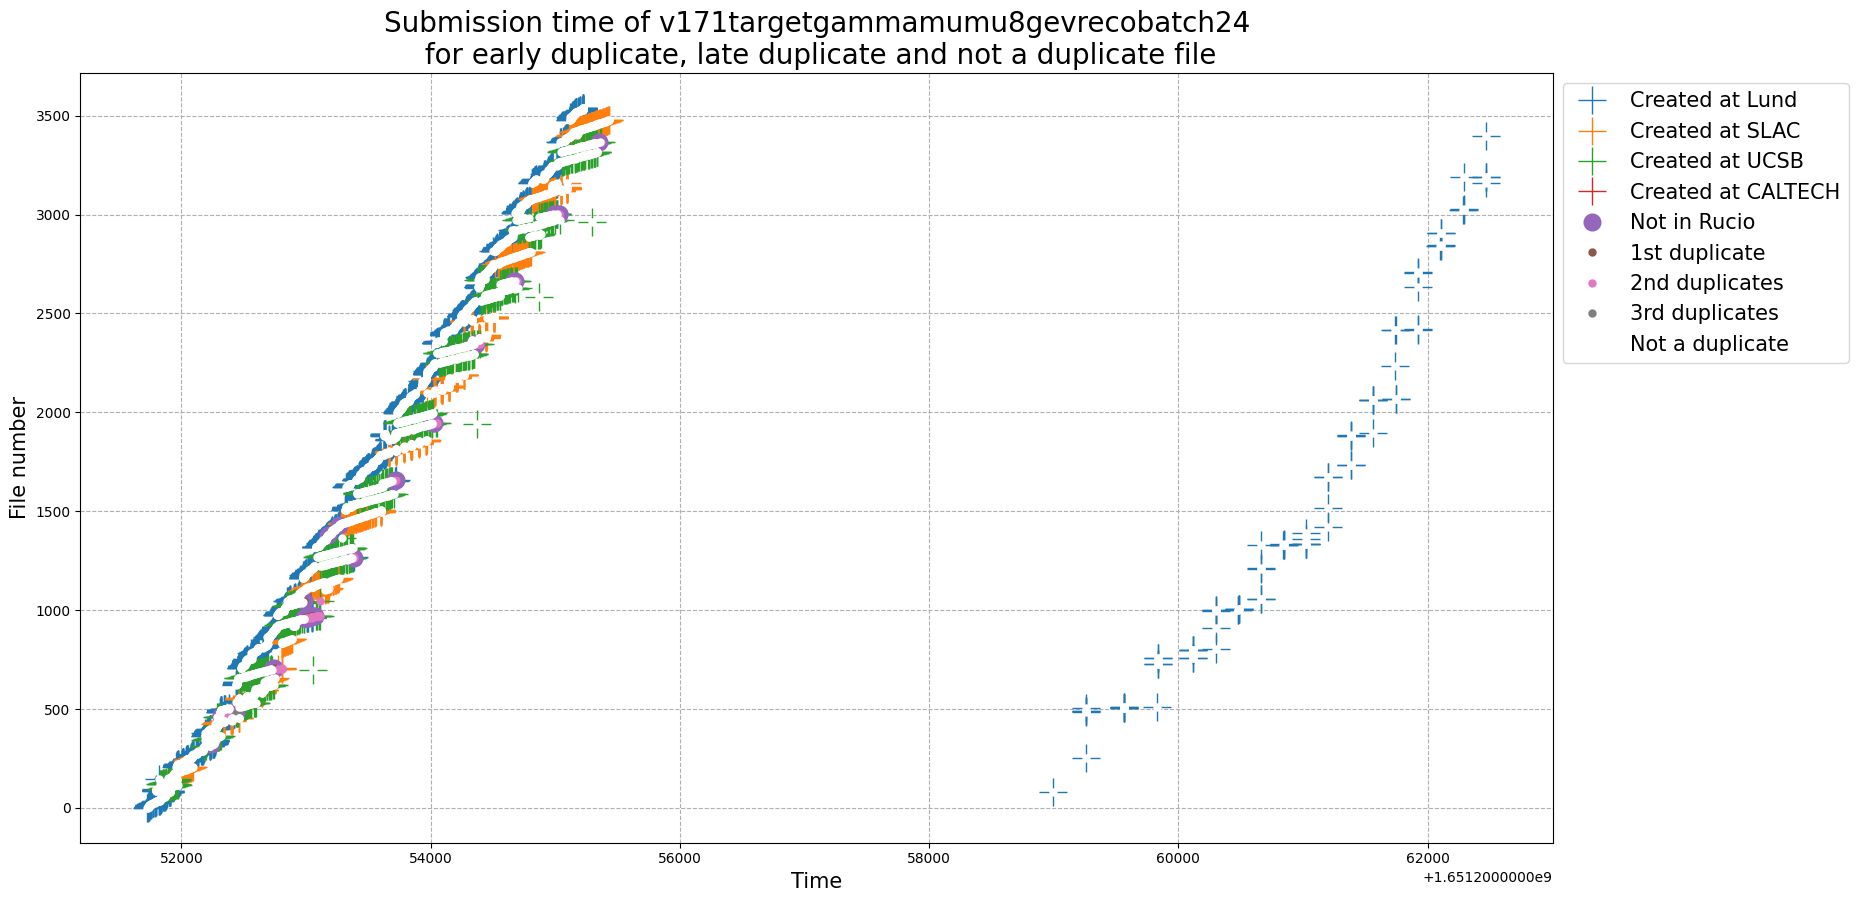 Submission time of v171targetgammamumu8gevrecobatch24
for early duplicate, late duplicate and not a duplicate file
File number
3500
3000
2500
2000
1500
1000
500
0
52000
54000
56000
58000
60000
62000
+1.6512000000e9
Time
Created at Lund
Created at SLAC
Created at UCSB
Created at CALTECH
Not in Rucio
1st duplicate
2nd duplicates
3rd duplicates
Not a duplicate